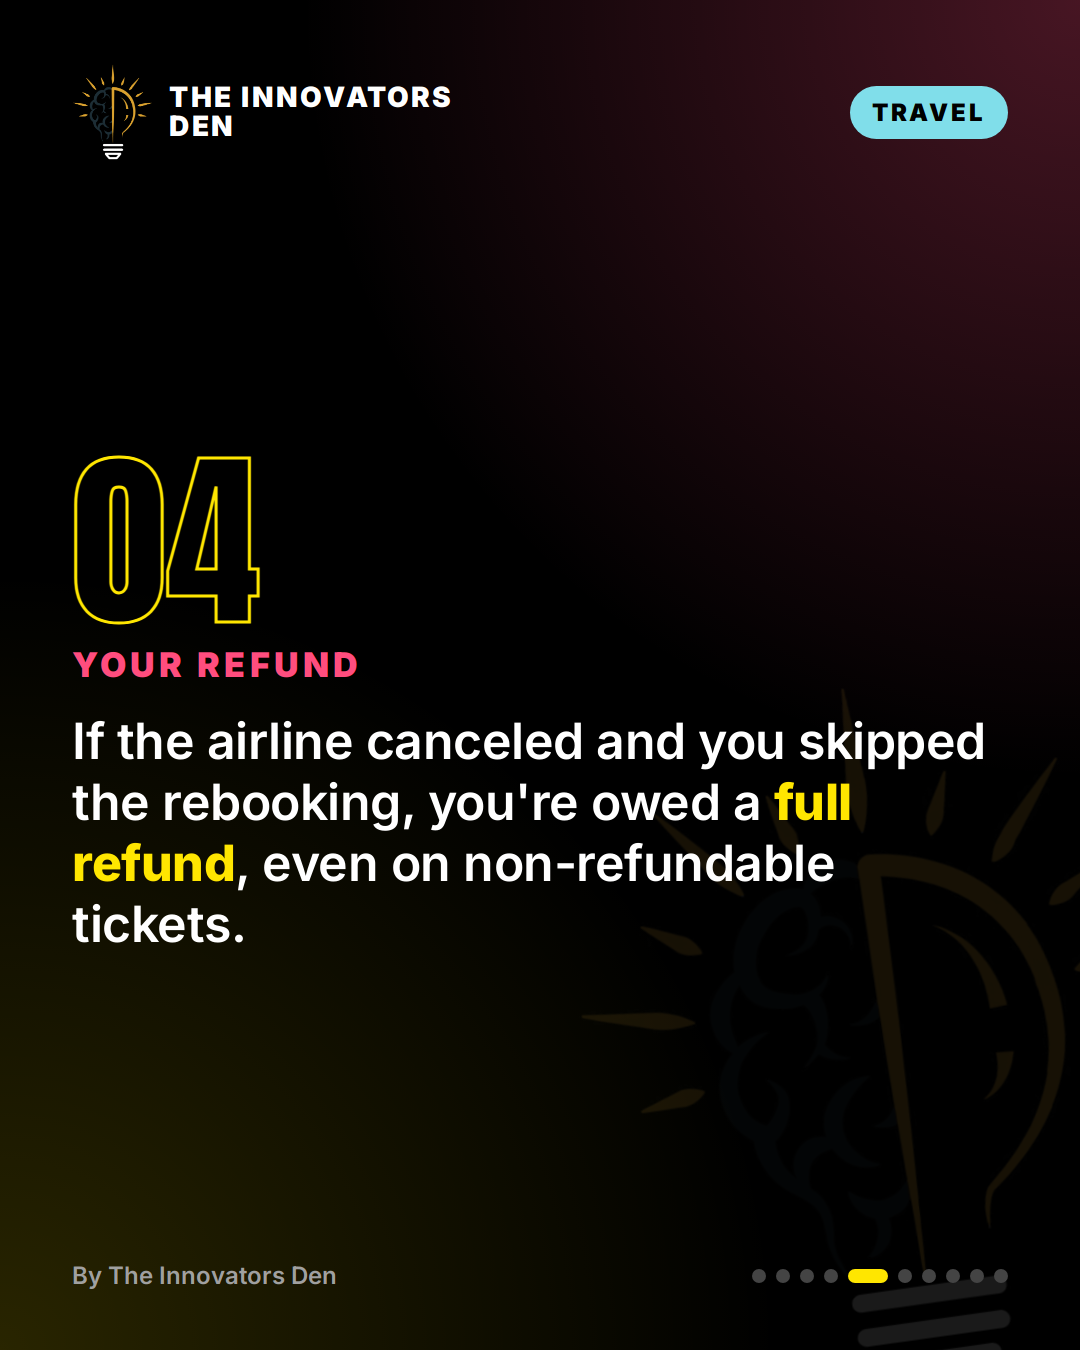 THE INNOVATORS
DEN
TRAVEL
04
YOUR REFUND
If the airline canceled and you skipped
the rebooking, you're owed a full
refund, even on non-refundable
tickets.
By The Innovators Den